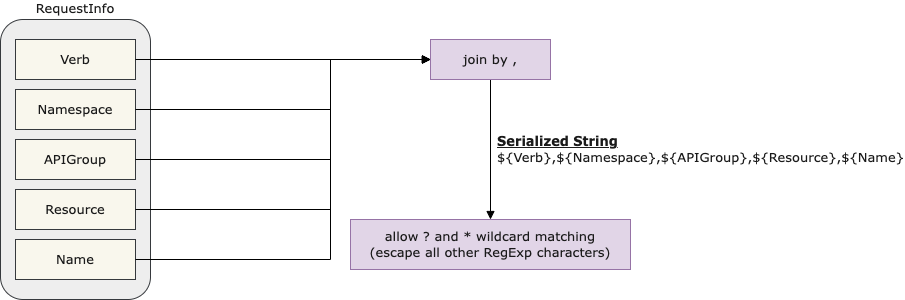 RequestInfo
Verb
Namespace
APIGroup
Resource
Name
join by ,
Serialized String
${Verb},${Namespace},${APIGroup},${Resource},${Name}
allow ? and * wildcard matching
(escape all other RegExp characters)